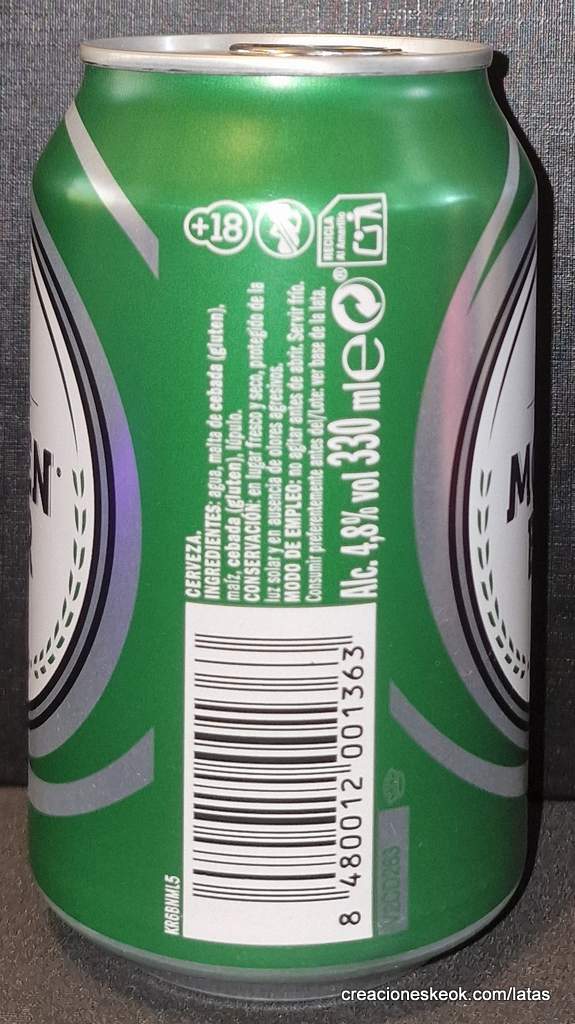 +18
RECICLA
Al Amarillo
CERVEZA.
INGREDIENTES: agua, malta de cebada (gluten),
maíz, cebada (gluten), lúpulo.
CONSERVACIÓN: en lugar fresco y seco, protegido de la
luz solar y en ausencia de olores agresivos.
MODO DE EMPLEO: no agitar antes de abrir. Servir frío.
Consumir preferentemente antes del/Lote: ver base de la lata.
Alc. 4,8% vol 330 ml e ®
8 480012 001363
KR6BNML5
creacioneskeok.com/latas